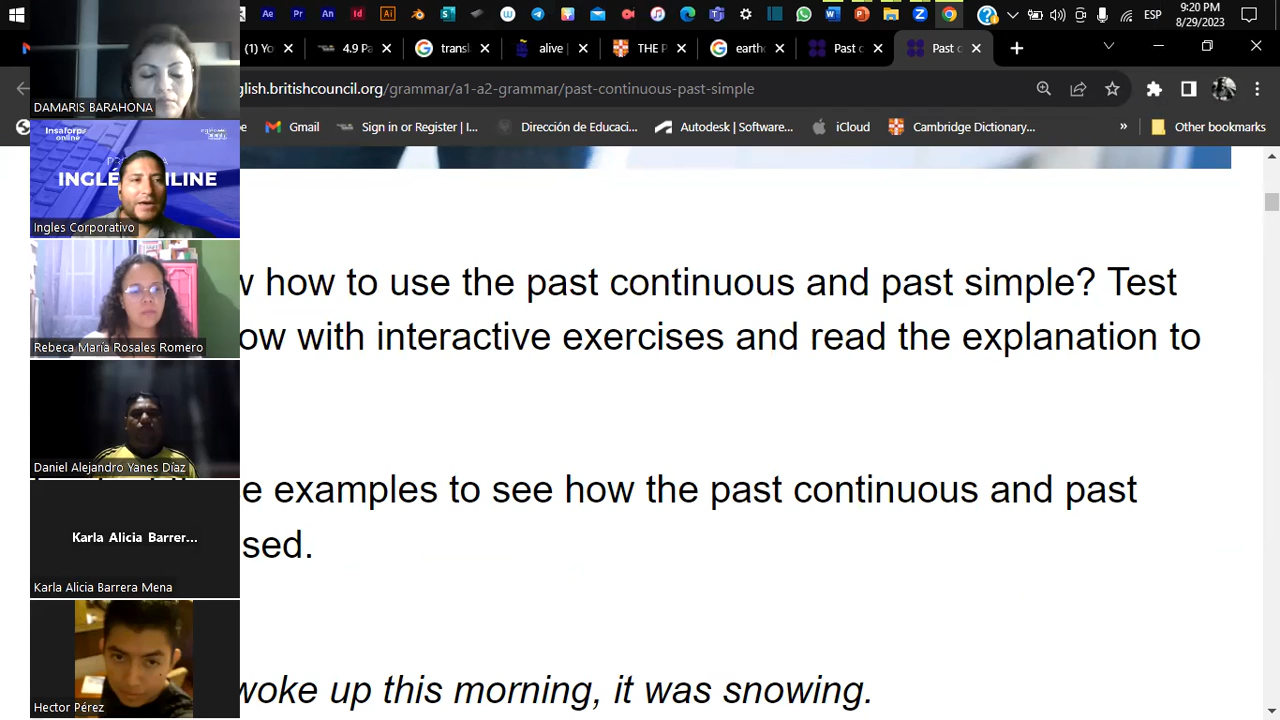 9:20 PM
ESP
8/29/2023
(1) Yo
4.9 Pa
transl
alive |
THE P
earth
Past c
Past c
glish.britishcouncil.org/grammar/a1-a2-grammar/past-continuous-past-simple
Gmail
Sign in or Register | I...
Dirección de Educaci...
Autodesk | Software...
iCloud
Cambridge Dictionary...
»
Other bookmarks
DAMARIS BARAHONA
Insaforp
online
INGLÉ
LINE
Ingles Corporativo
Rebeca María Rosales Romero
Daniel Alejandro Yanes Díaz
Karla Alicia Barrer...
Karla Alicia Barrera Mena
Hector Pérez
w how to use the past continuous and past simple? Test
ow with interactive exercises and read the explanation to
e examples to see how the past continuous and past
sed.
woke up this morning, it was snowing.